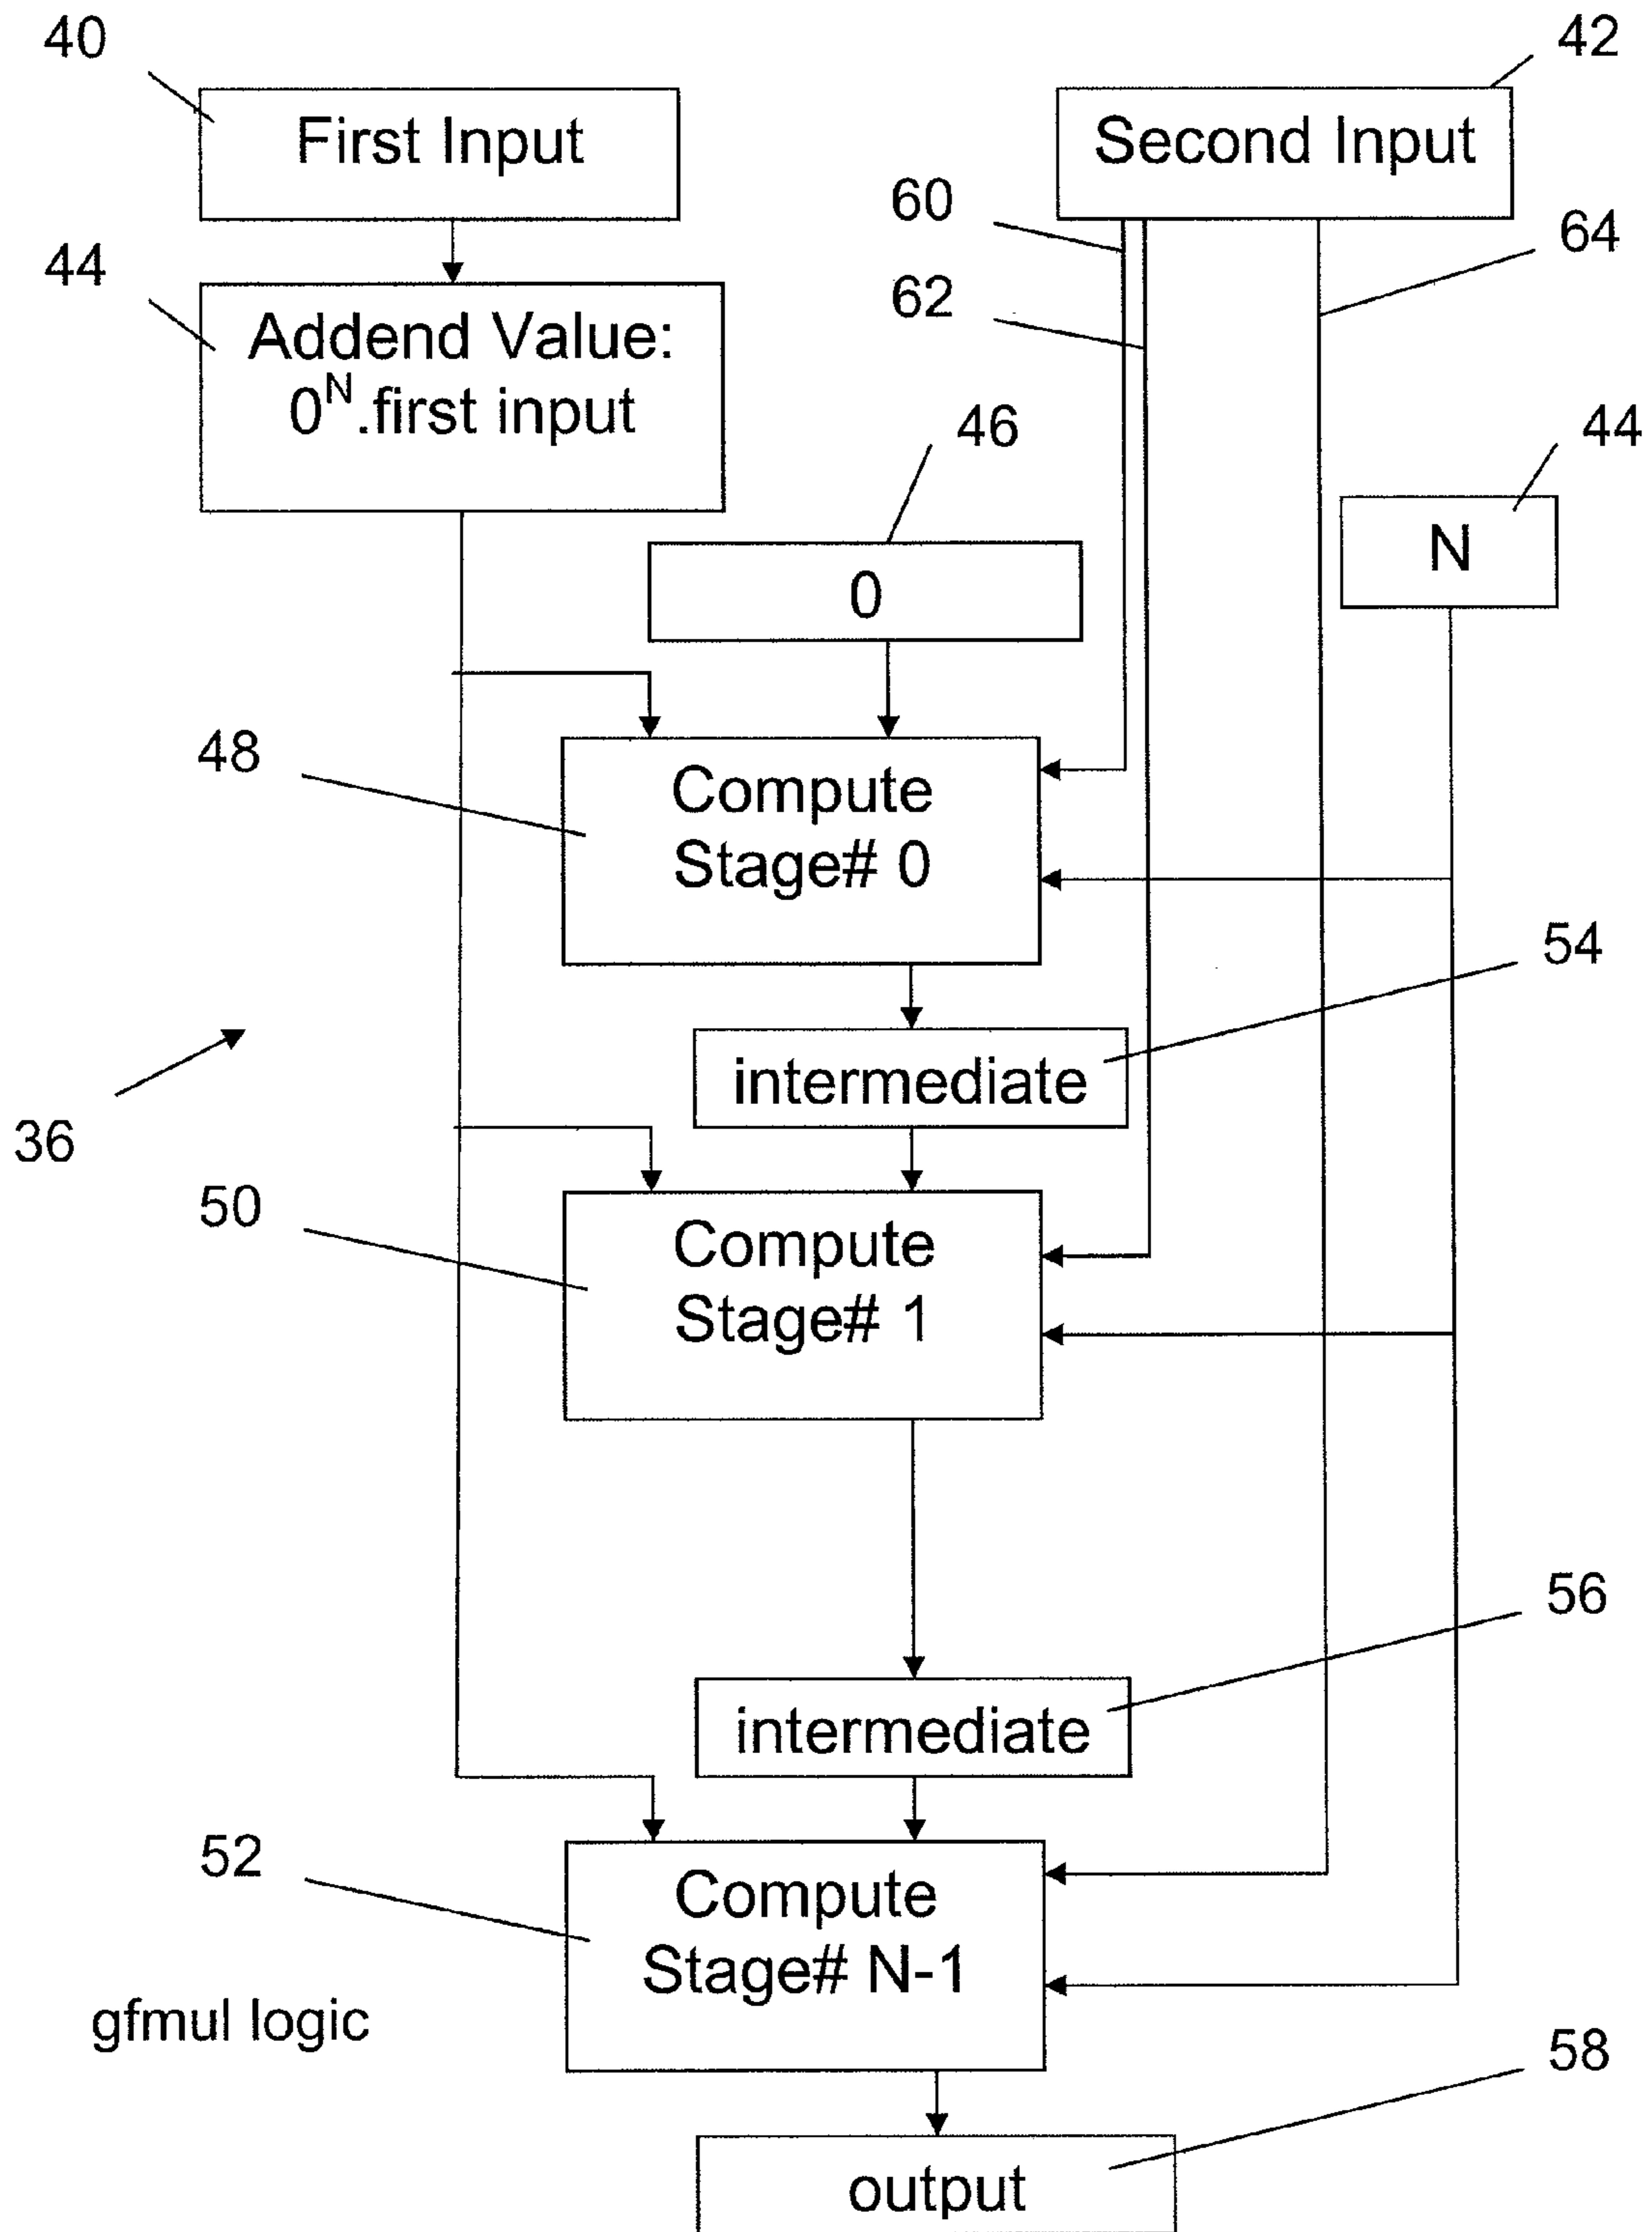 40
42
First Input
Second Input
60
64
44
62
Addend Value:
0ᴺ.first input
46
44
N
0
48
Compute
Stage# 0
54
intermediate
36
50
Compute
Stage# 1
56
intermediate
52
Compute
Stage# N-1
gfmul logic
58
output